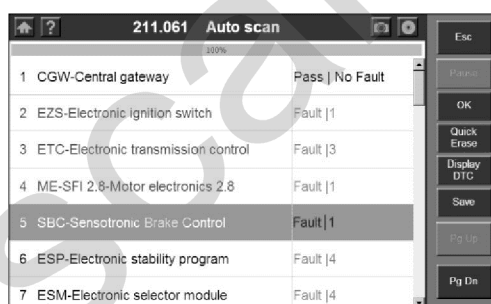 211.061 Auto scan
100%
1 CGW-Central gateway Pass | No Fault
2 EZS-Electronic ignition switch Fault |1
3 ETC-Electronic transmission control Fault |3
4 ME-SFI 2.8-Motor electronics 2.8 Fault |1
5 SBC-Sensotronic Brake Control Fault|1
6 ESP-Electronic stability program Fault |4
7 ESM-Electronic selector module Fault |4
Esc
Pause
OK
Quick
Erase
Display
DTC
Save
Pg Up
Pg Dn